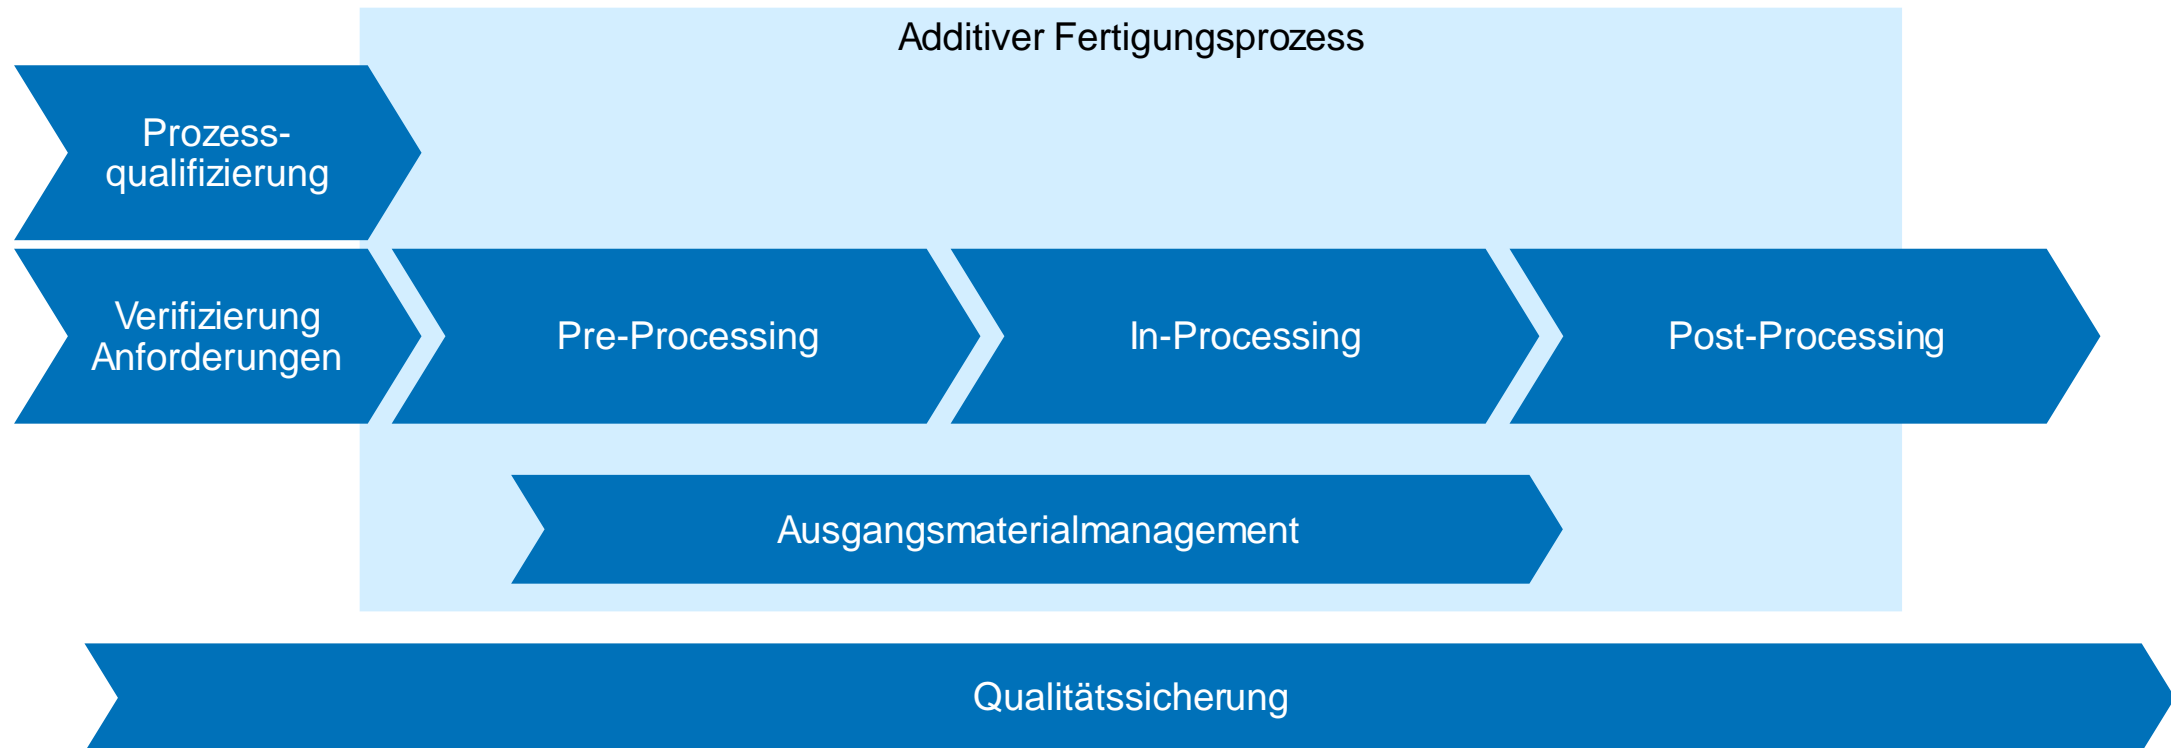 Additiver Fertigungsprozess
Prozess-
qualifizierung
Verifizierung
Anforderungen
Pre-Processing
In-Processing
Post-Processing
Ausgangsmaterialmanagement
Qualitätssicherung